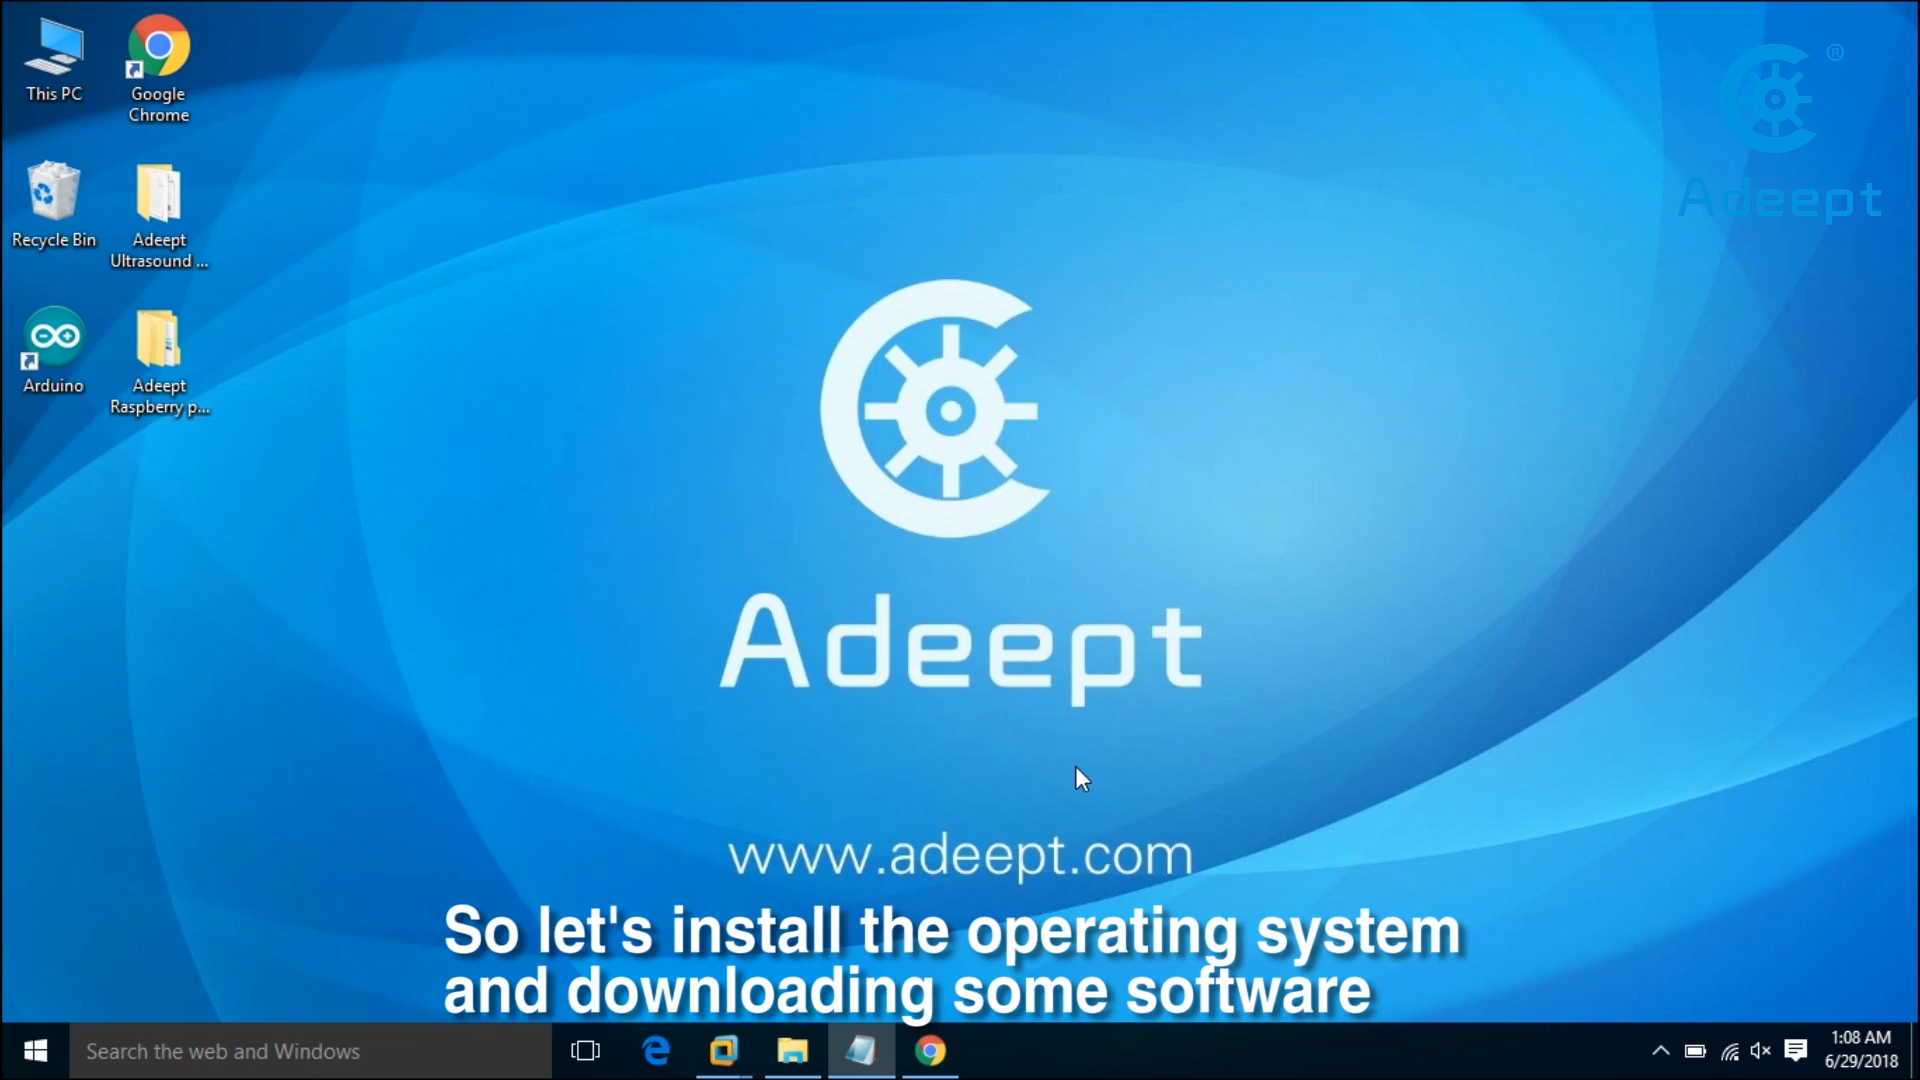 This PC
Google
Chrome
Recycle Bin
Adeept
Ultrasound ...
Arduino
Adeept
Raspberry p...
®
Adeept
Adeept
www.adeept.com
So let's install the operating system
and downloading some software
Search the web and Windows
1:08 AM
6/29/2018